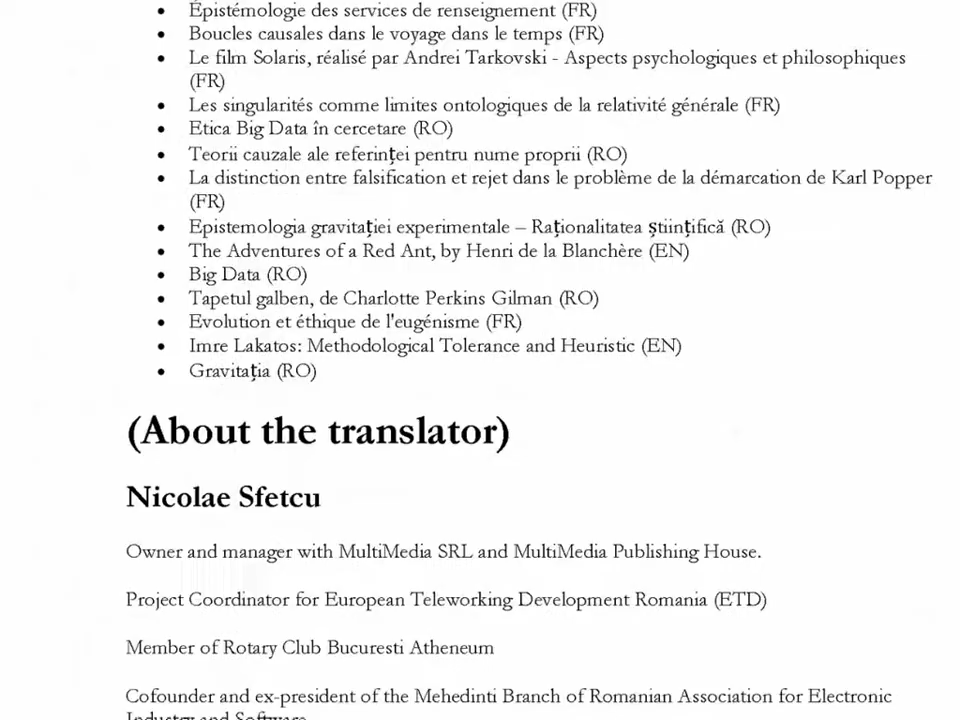 • Épistémologie des services de renseignement (FR)
• Boucles causales dans le voyage dans le temps (FR)
• Le film Solaris, réalisé par Andrei Tarkovski - Aspects psychologiques et philosophiques
(FR)
• Les singularités comme limites ontologiques de la relativité générale (FR)
• Etica Big Data în cercetare (RO)
• Teorii cauzale ale referinței pentru nume proprii (RO)
• La distinction entre falsification et rejet dans le problème de la démarcation de Karl Popper
(FR)
• Epistemologia gravitației experimentale – Raționalitatea științifică (RO)
• The Adventures of a Red Ant, by Henri de la Blanchère (EN)
• Big Data (RO)
• Tapetul galben, de Charlotte Perkins Gilman (RO)
• Evolution et éthique de l'eugénisme (FR)
• Imre Lakatos: Methodological Tolerance and Heuristic (EN)
• Gravitația (RO)
(About the translator)
Nicolae Sfetcu
Owner and manager with MultiMedia SRL and MultiMedia Publishing House.
Project Coordinator for European Teleworking Development Romania (ETD)
Member of Rotary Club Bucuresti Atheneum
Cofounder and ex-president of the Mehedinti Branch of Romanian Association for Electronic
Industry and Software